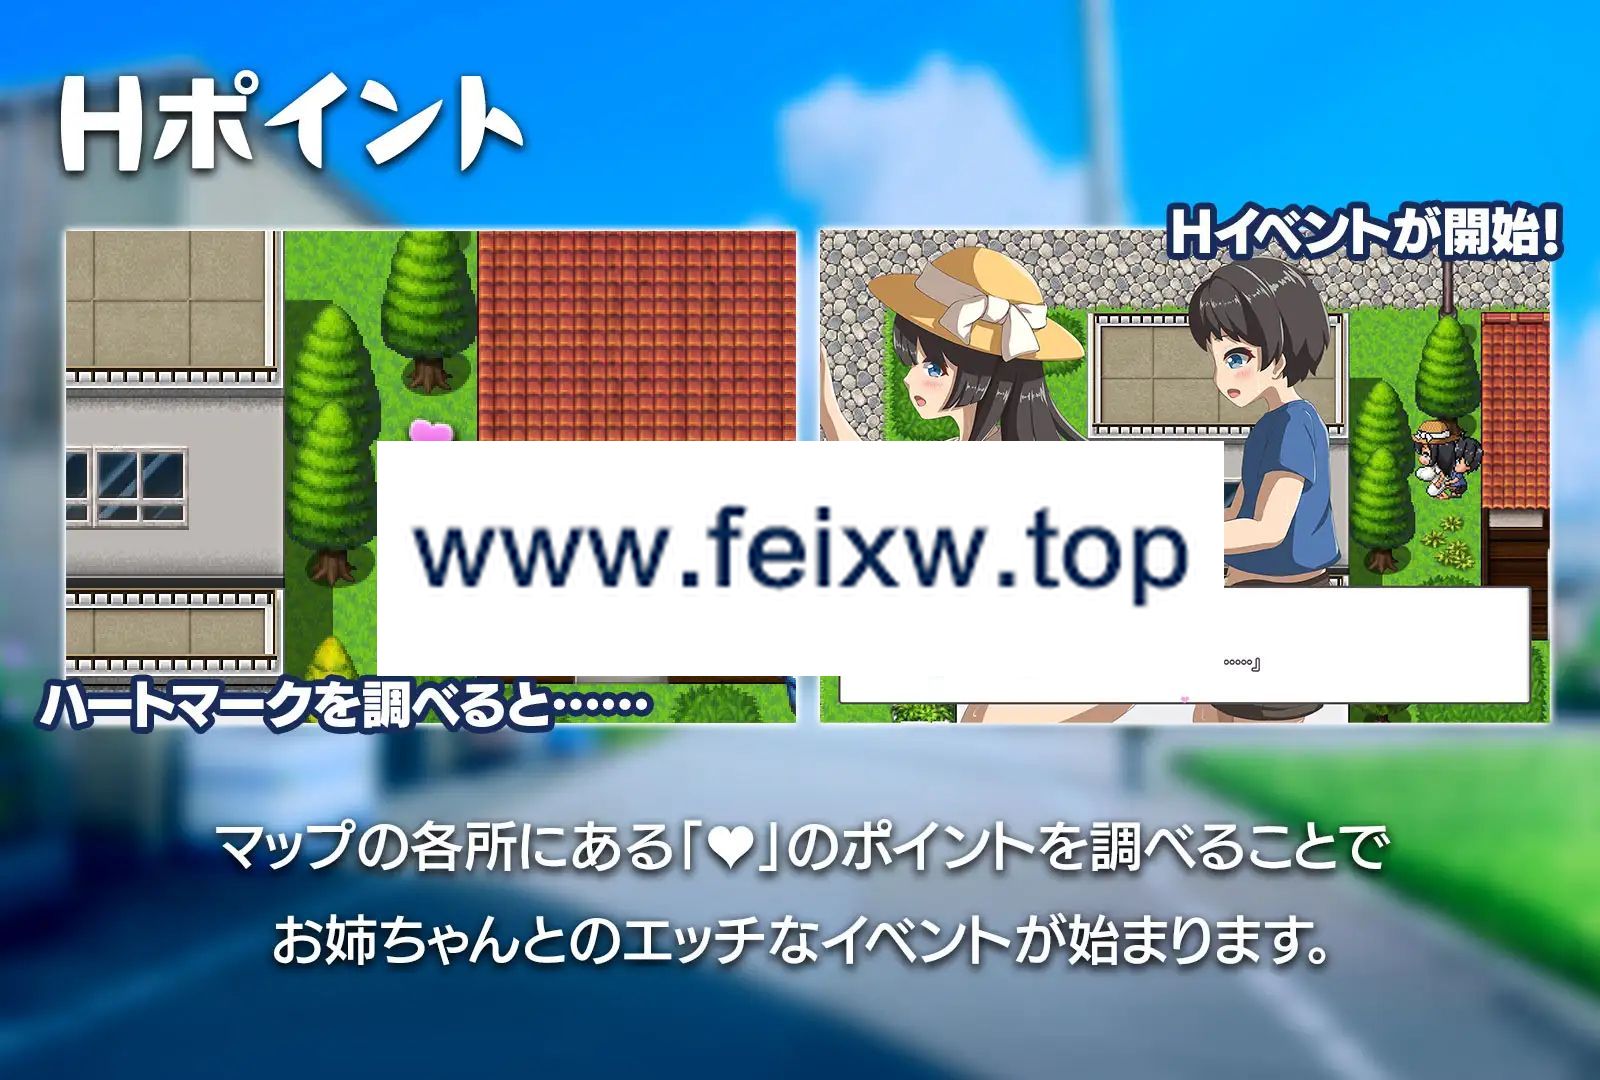 Hポイント
Hイベントが開始!
www.feixw.top
……』
ハートマークを調べると……
マップの各所にある「♥」のポイントを調べることで
お姉ちゃんとのエッチなイベントが始まります。